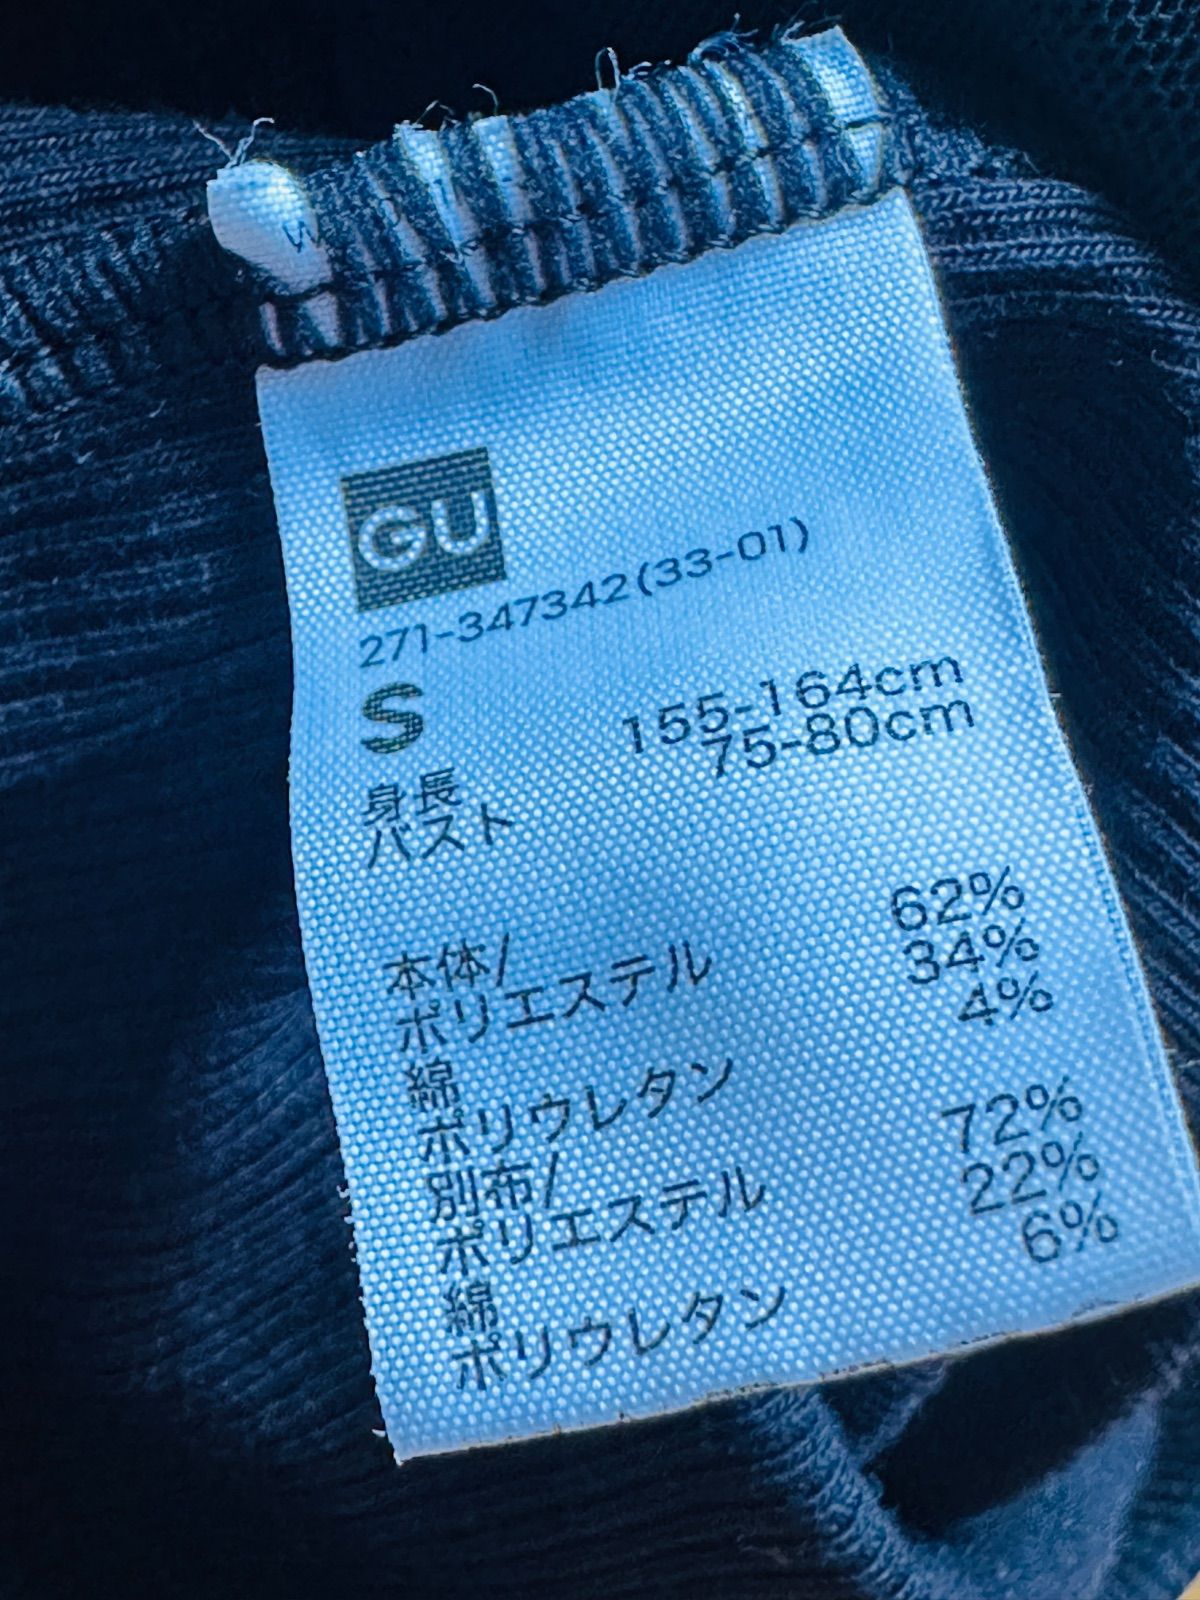 GU
271-347342(33-01)
S
身長 155-164cm
バスト 75-80cm
本体/
ポリエステル 62%
綿 34%
ポリウレタン 4%
別布/
ポリエステル 72%
綿 22%
ポリウレタン 6%